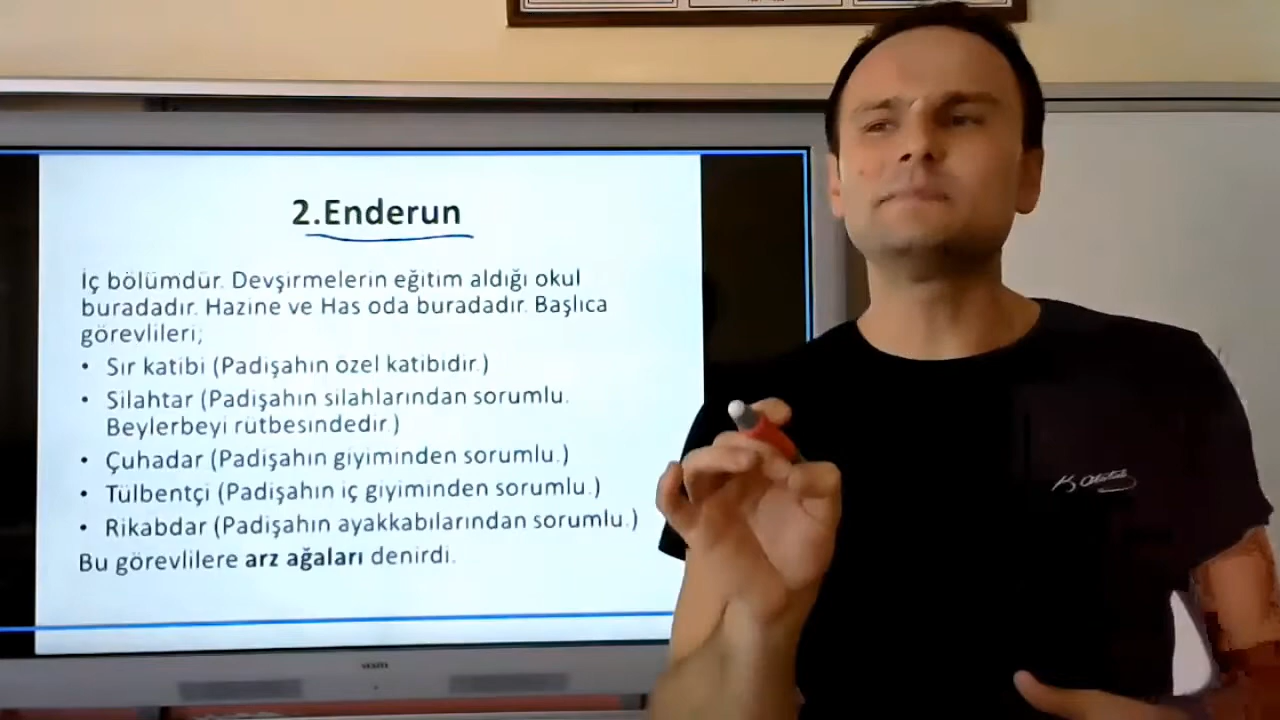 2.Enderun
İç bölümdür. Devşirmelerin eğitim aldığı okul
buradadır. Hazine ve Has oda buradadır. Başlıca
görevlileri;
• Sır katibi (Padişahın özel katibidir.)
• Silahtar (Padişahın silahlarından sorumlu.
Beylerbeyi rütbesindedir.)
• Çuhadar (Padişahın giyiminden sorumlu.)
• Tülbentçi (Padişahın iç giyiminden sorumlu.)
• Rikabdar (Padişahın ayakkabılarından sorumlu.)
Bu görevlilere arz ağaları denirdi.
VESTEL